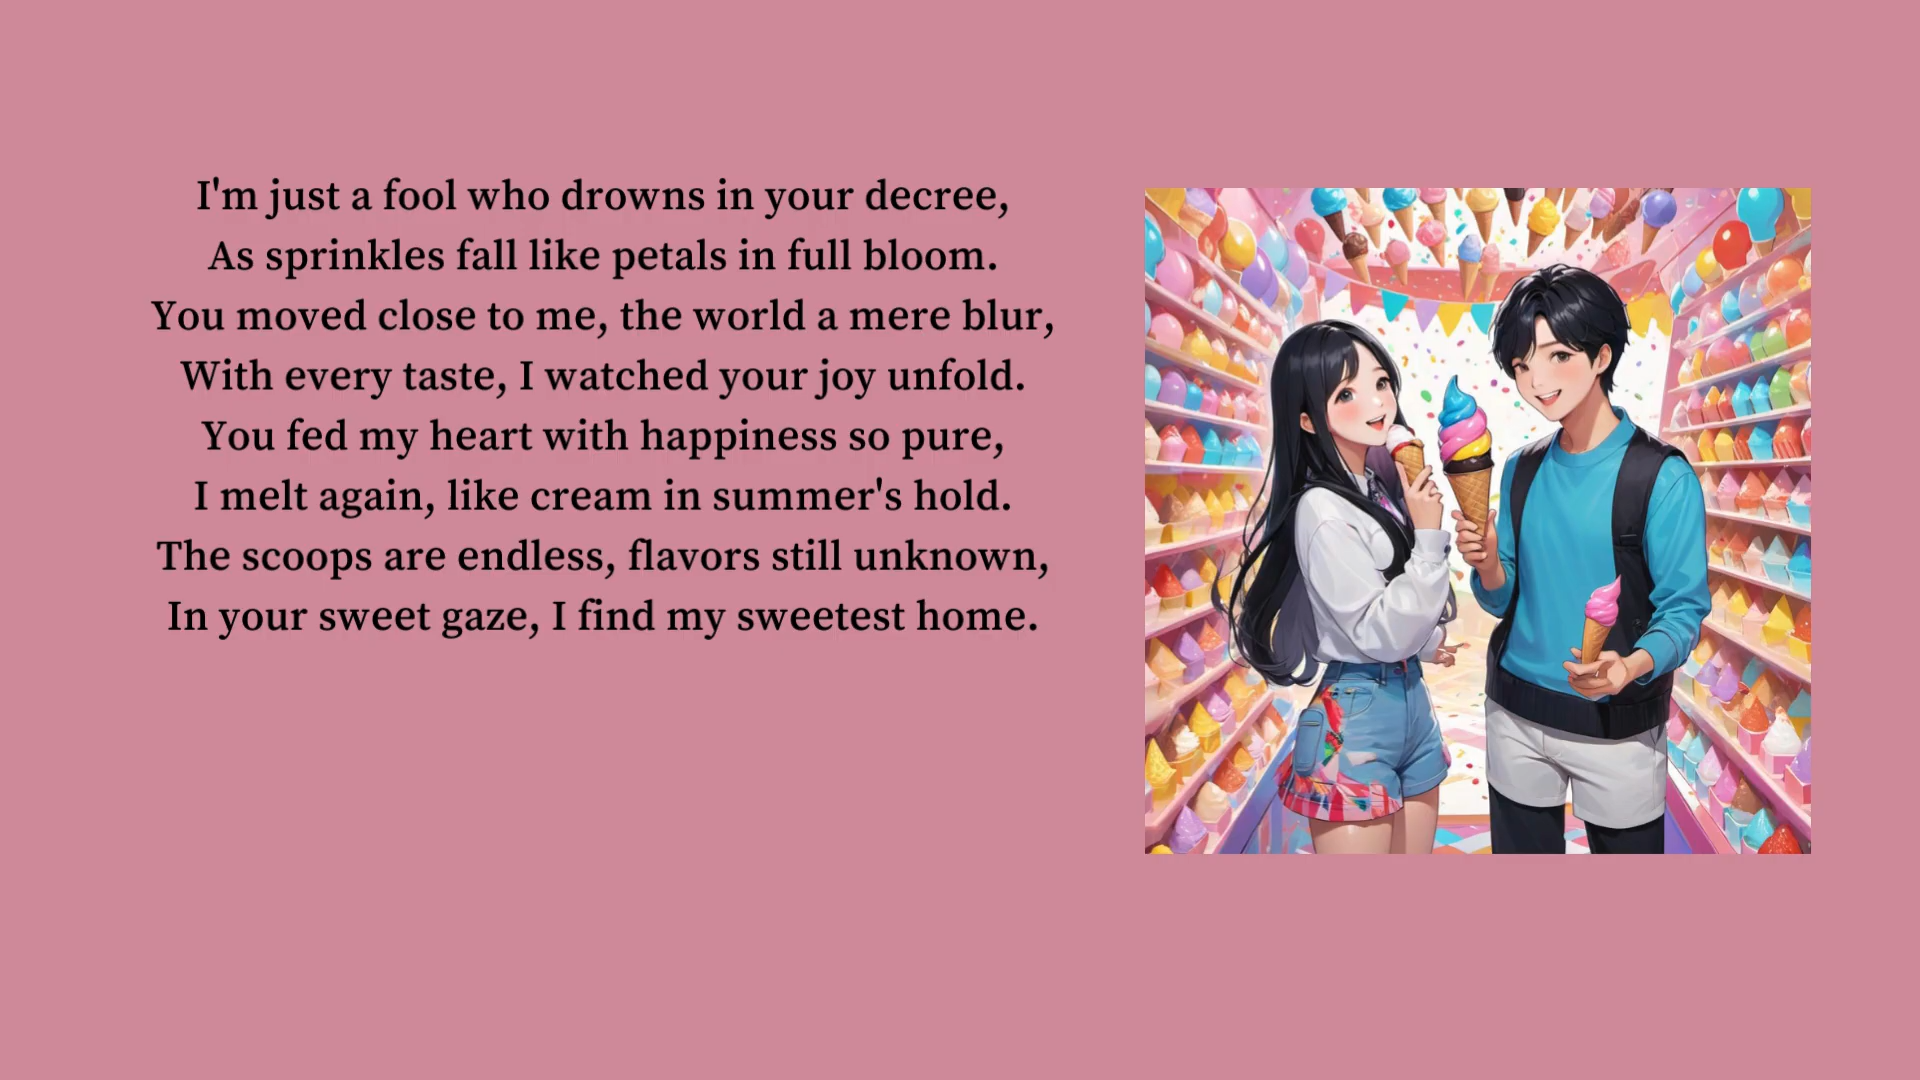 I'm just a fool who drowns in your decree,
As sprinkles fall like petals in full bloom.
You moved close to me, the world a mere blur,
With every taste, I watched your joy unfold.
You fed my heart with happiness so pure,
I melt again, like cream in summer's hold.
The scoops are endless, flavors still unknown,
In your sweet gaze, I find my sweetest home.